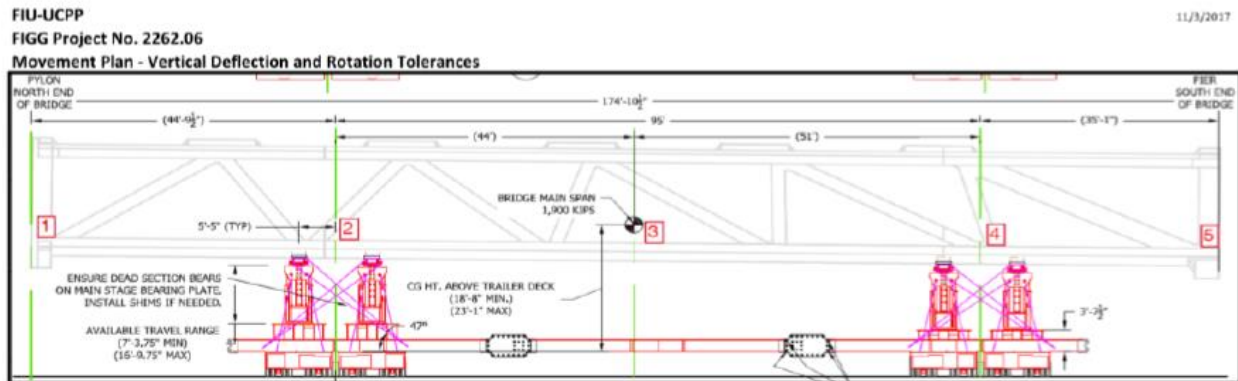 FIU-UCPP
11/3/2017
FIGG Project No. 2262.06
Movement Plan - Vertical Deflection and Rotation Tolerances
PYLON
NORTH END
OF BRIDGE
PIER
SOUTH END
OF BRIDGE
174'-10½"
(44'-9½")
95'
(35'-1")
(44')
(51')
BRIDGE MAIN SPAN
1,900 KIPS
5'-5" (TYP)
1
2
3
4
5
ENSURE DEAD SECTION BEARS
ON MAIN STAGE BEARING PLATE.
INSTALL SHIMS IF NEEDED.
CG HT. ABOVE TRAILER DECK
(18'-8" MIN.)
(23'-1" MAX)
AVAILABLE TRAVEL RANGE
(7'-3.75" MIN)
(16'-9.75" MAX)
47"
3'-7½"